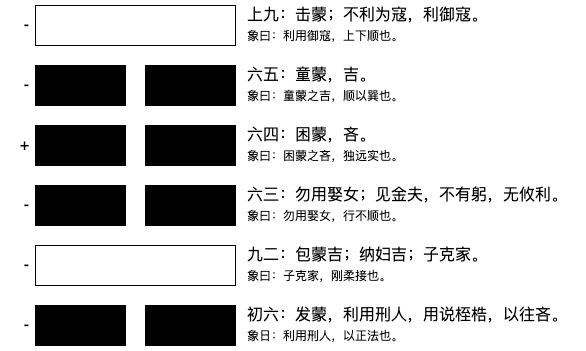 - 上九：击蒙；不利为寇，利御寇。
象曰：利用御寇，上下顺也。
- 六五：童蒙，吉。
象曰：童蒙之吉，顺以巽也。
+ 六四：困蒙，吝。
象曰：困蒙之吝，独远实也。
- 六三：勿用娶女；见金夫，不有躬，无攸利。
象曰：勿用娶女，行不顺也。
- 九二：包蒙吉；纳妇吉；子克家。
象曰：子克家，刚柔接也。
- 初六：发蒙，利用刑人，用说桎梏，以往吝。
象曰：利用刑人，以正法也。